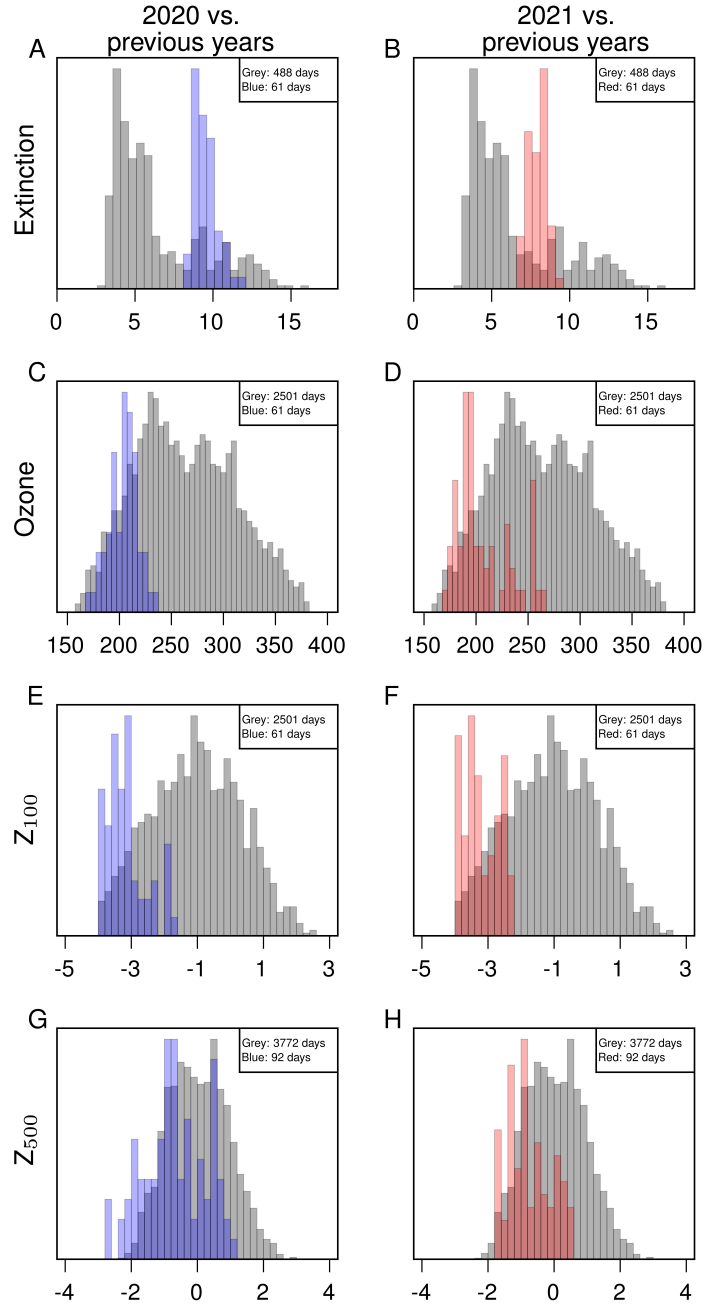 2020 vs.
previous years
2021 vs.
previous years
A
Grey: 488 days
Blue: 61 days
Extinction
0 5 10 15
B
Grey: 488 days
Red: 61 days
0 5 10 15
C
Grey: 2501 days
Blue: 61 days
Ozone
150 200 250 300 350 400
D
Grey: 2501 days
Red: 61 days
150 200 250 300 350 400
E
Grey: 2501 days
Blue: 61 days
Z100
-5 -3 -1 1 3
F
Grey: 2501 days
Red: 61 days
-5 -3 -1 1 3
G
Grey: 3772 days
Blue: 92 days
Z500
-4 -2 0 2 4
H
Grey: 3772 days
Red: 92 days
-4 -2 0 2 4